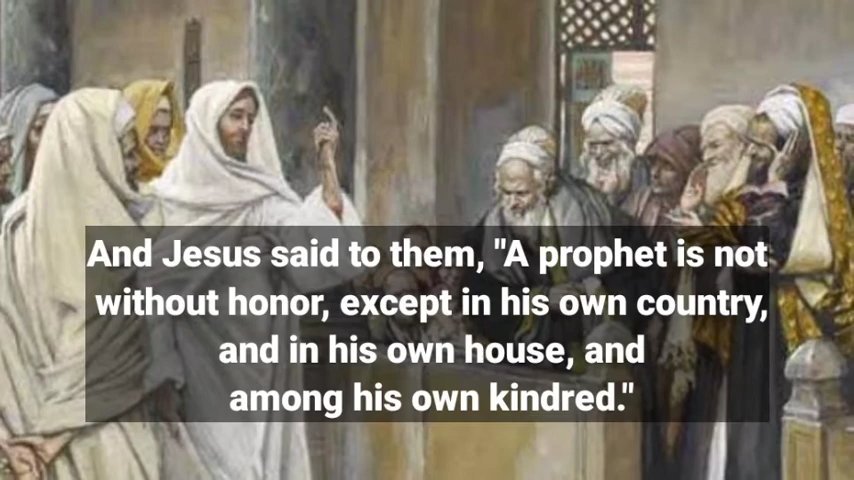 And Jesus said to them, "A prophet is not
without honor, except in his own country,
and in his own house, and
among his own kindred."